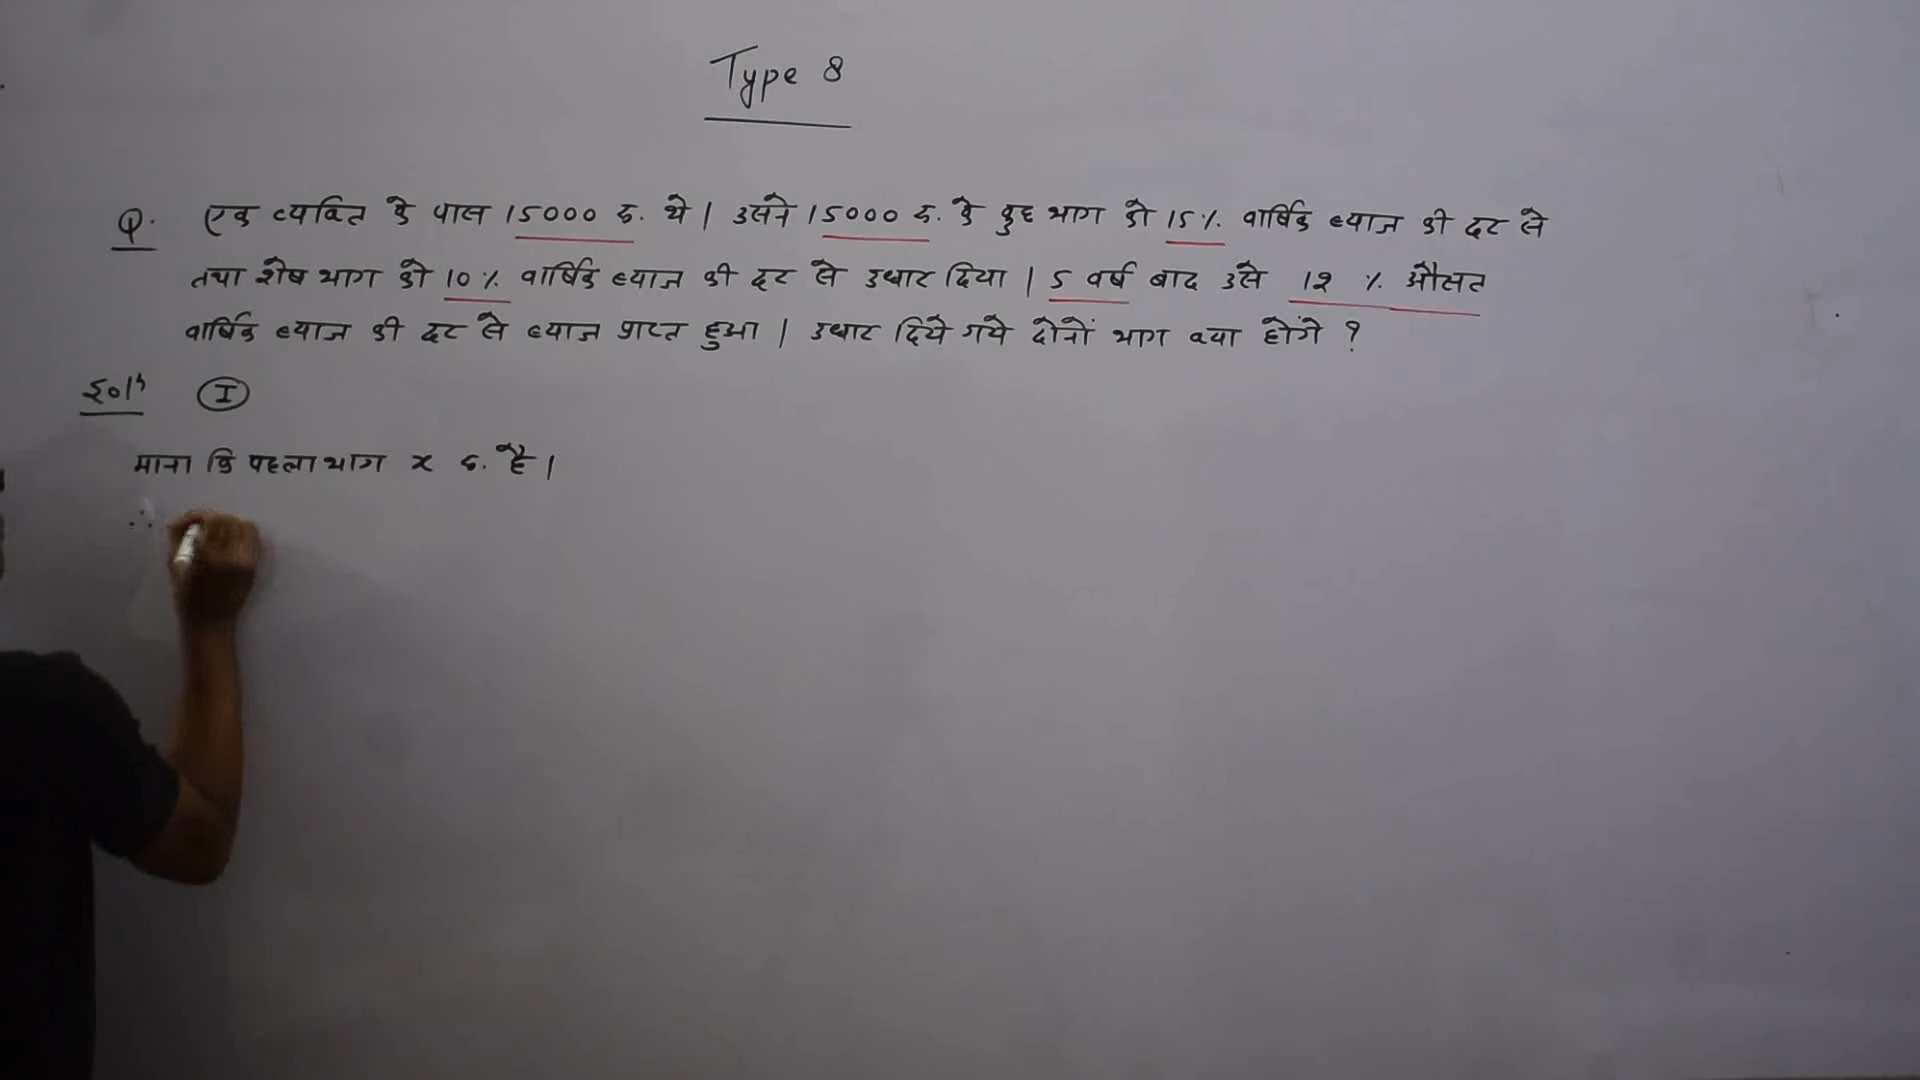 Type 8
Q. एक व्यक्ति के पास 15000 रु. थे | उसने 15000 रु. के कुछ भाग को 15 % वार्षिक ब्याज की दर से
तथा शेष भाग को 10 % वार्षिक ब्याज की दर से उधार दिया | 5 वर्ष बाद उसे 12 % औसत
वार्षिक ब्याज की दर से ब्याज प्राप्त हुआ | उधार दिये गये दोनों भाग क्या होंगे ?
Solⁿ I
माना कि पहला भाग x रु. है |
∴